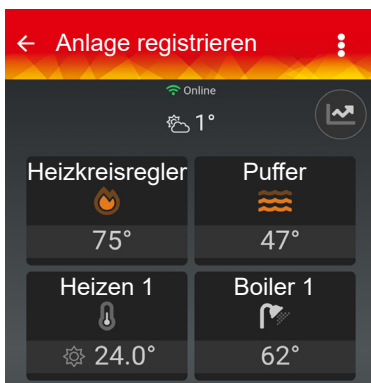 Anlage registrieren
Online
1°
Heizkreisregler Puffer
75° 47°
Heizen 1 Boiler 1
24.0° 62°